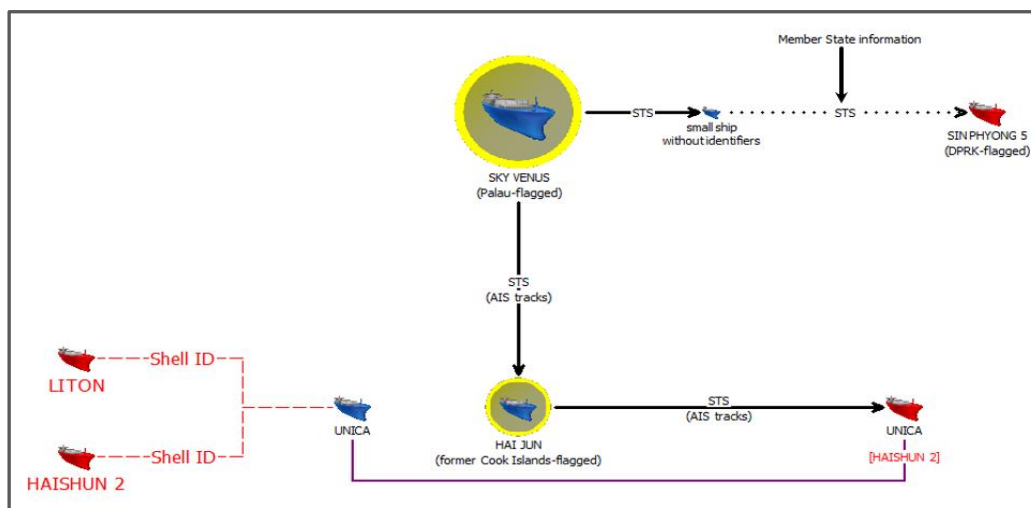 Member State information
STS
small ship
without identifiers
STS
SIN PHYONG 5
(DPRK-flagged)
SKY VENUS
(Palau-flagged)
STS
(AIS tracks)
Shell ID
LITON
Shell ID
HAISHUN 2
UNICA
HAI JUN
(former Cook Islands-flagged)
STS
(AIS tracks)
UNICA
[HAISHUN 2]